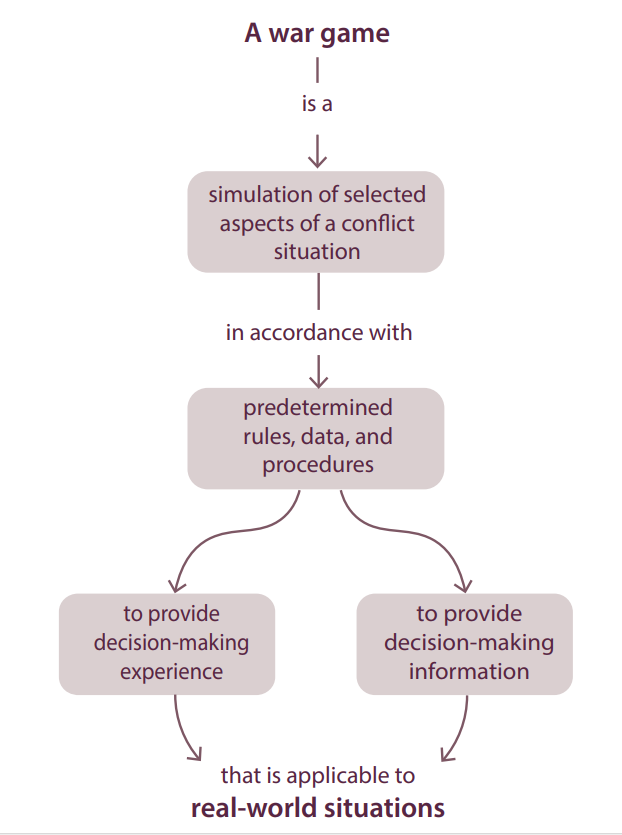 A war game
is a
simulation of selected
aspects of a conflict
situation
in accordance with
predetermined
rules, data, and
procedures
to provide
decision-making
experience
to provide
decision-making
information
that is applicable to
real-world situations